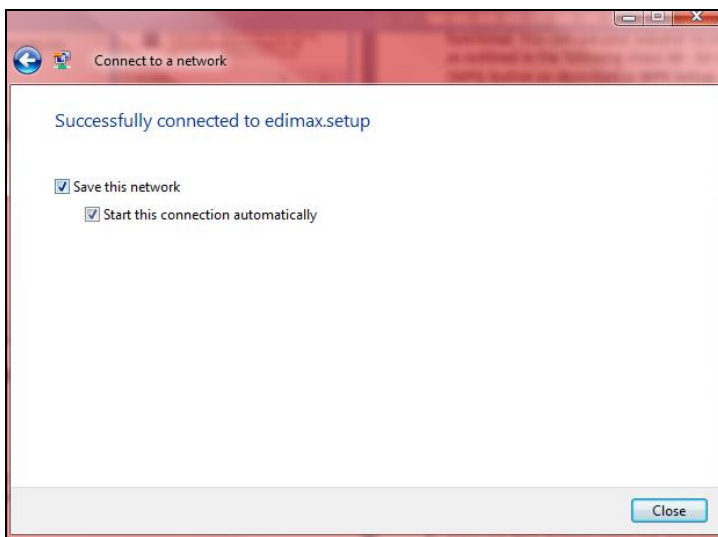 Connect to a network
Successfully connected to edimax.setup
Save this network
Start this connection automatically
Close